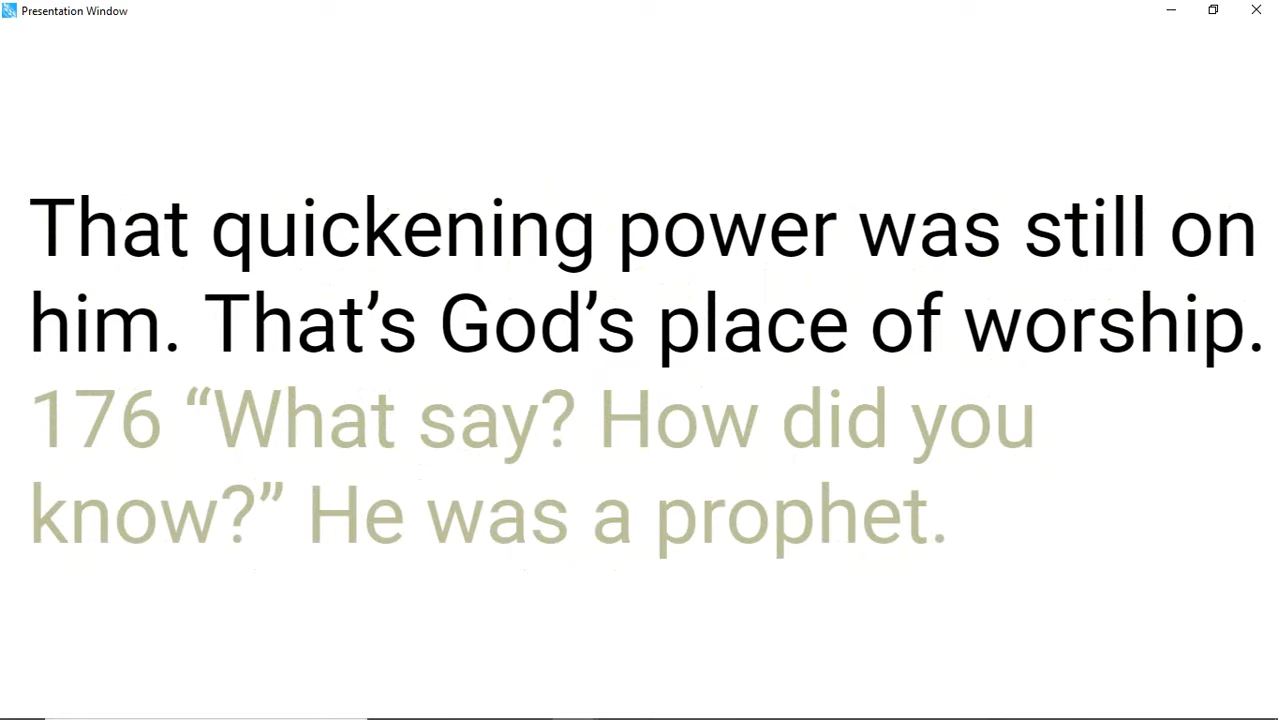 Presentation Window
That quickening power was still on
him. That’s God’s place of worship.
176 “What say? How did you
know?” He was a prophet.